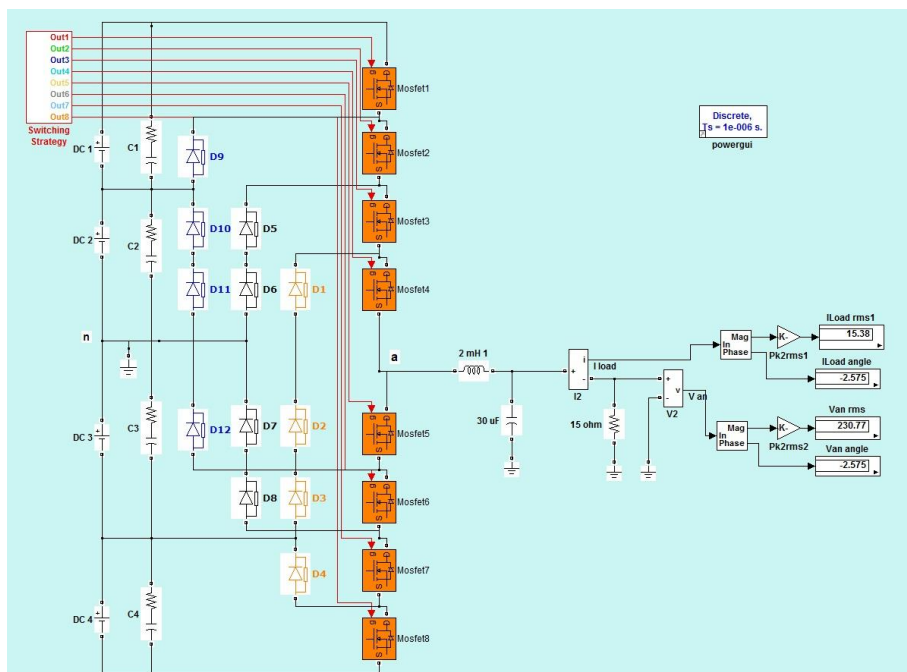 Out1
Out2
Out3
Out4
Out5
Out6
Out7
Out8
Switching
Strategy
DC 1
C1
D9
DC 2
C2
D10
D5
D11
D6
D1
n
DC 3
C3
D12
D7
D2
D8
D3
D4
DC 4
C4
g
D
S
Mosfet1
g
D
S
Mosfet2
g
D
S
Mosfet3
g
D
S
Mosfet4
a
g
D
S
Mosfet5
g
D
S
Mosfet6
g
D
S
Mosfet7
g
D
S
Mosfet8
Discrete,
Ts = 1e-006 s.
powergui
2 mH 1
30 uF
+
i
-
I2
I load
15 ohm
+
v
-
V2
V an
Mag
In
Phase
K-
Pk2rms1
ILoad rms1
15.38
ILoad angle
-2.575
Mag
In
Phase
K-
Pk2rms2
Van rms
230.77
Van angle
-2.575